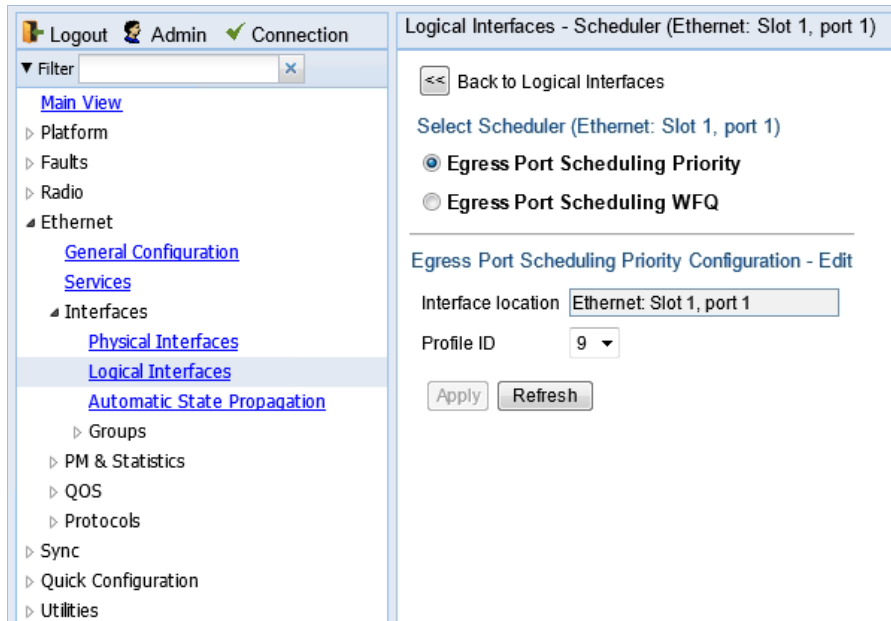 Logout Admin Connection
Filter
Main View
Platform
Faults
Radio
Ethernet
General Configuration
Services
Interfaces
Physical Interfaces
Logical Interfaces
Automatic State Propagation
Groups
PM & Statistics
QOS
Protocols
Sync
Quick Configuration
Utilities
Logical Interfaces - Scheduler (Ethernet: Slot 1, port 1)
<< Back to Logical Interfaces
Select Scheduler (Ethernet: Slot 1, port 1)
Egress Port Scheduling Priority
Egress Port Scheduling WFQ
Egress Port Scheduling Priority Configuration - Edit
Interface location Ethernet: Slot 1, port 1
Profile ID 9
Apply Refresh